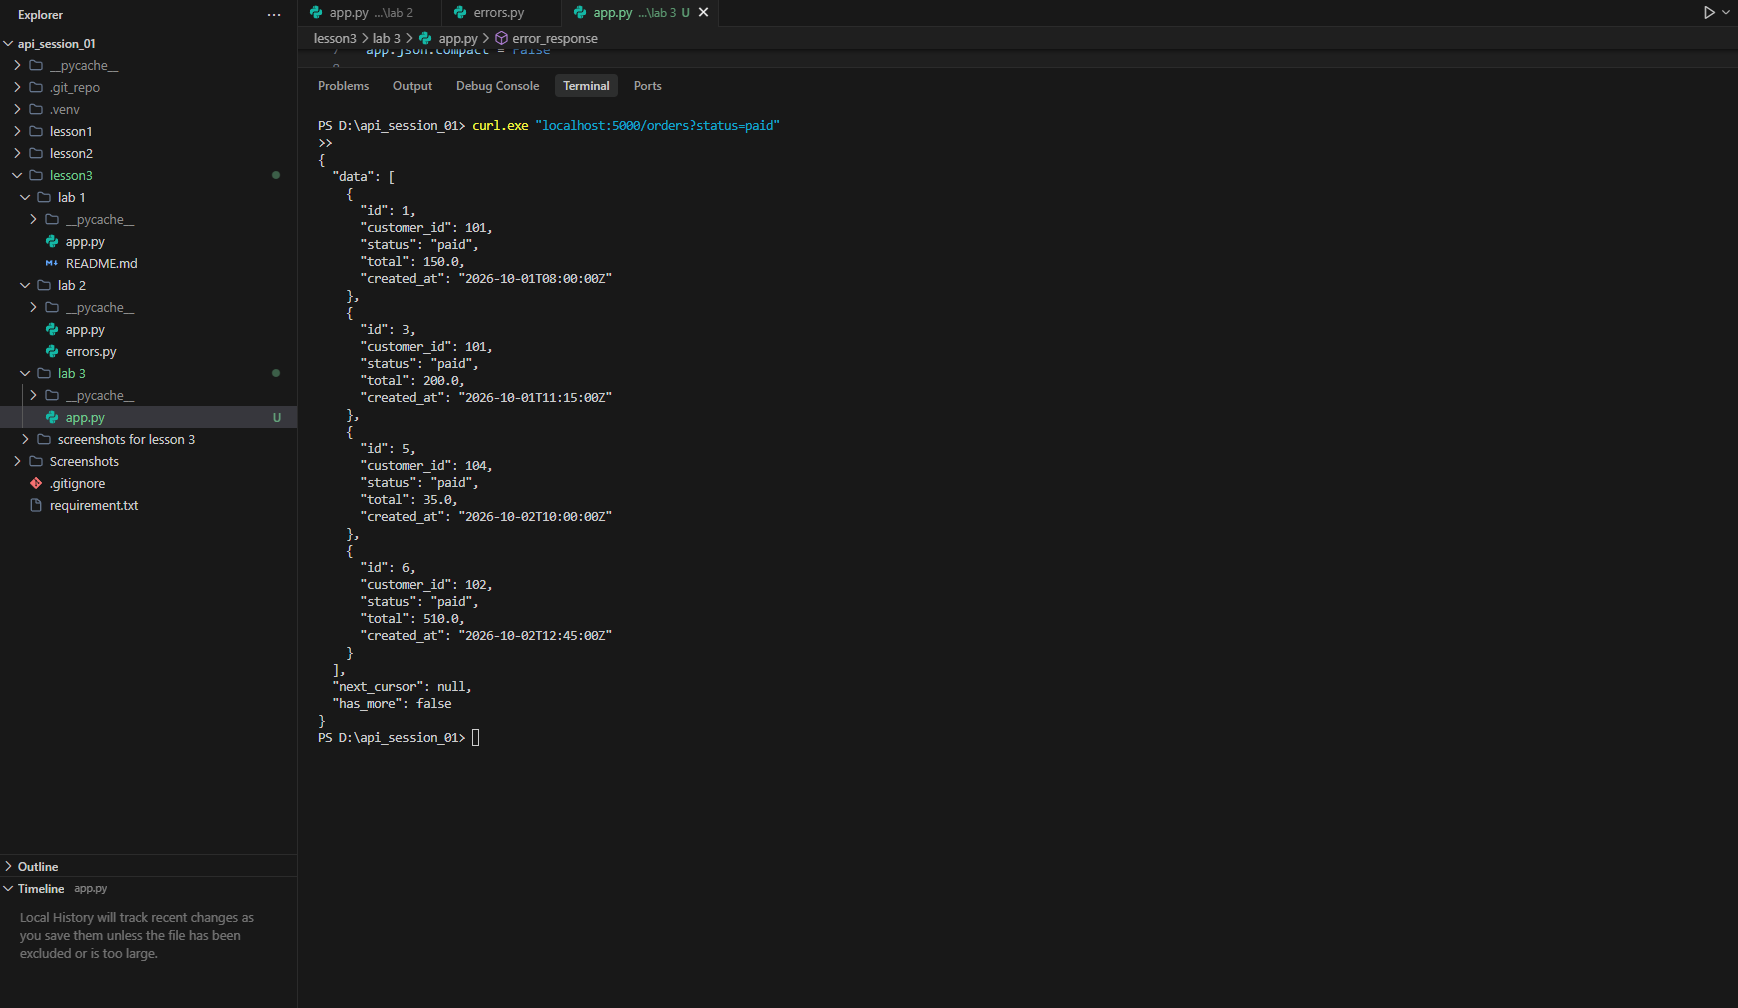 Explorer
api_session_01
__pycache__
.git_repo
.venv
lesson1
lesson2
lesson3
lab 1
__pycache__
app.py
README.md
lab 2
__pycache__
app.py
errors.py
lab 3
__pycache__
app.py U
screenshots for lesson 3
Screenshots
.gitignore
requirement.txt
Outline
Timeline app.py
Local History will track recent changes as
you save them unless the file has been
excluded or is too large.
app.py ...\lab 2 errors.py app.py ...\lab 3 U
lesson3 > lab 3 > app.py > error_response
app.json.compact = False
Problems Output Debug Console Terminal Ports
PS D:\api_session_01> curl.exe "localhost:5000/orders?status=paid"
>>
{
  "data": [
    {
      "id": 1,
      "customer_id": 101,
      "status": "paid",
      "total": 150.0,
      "created_at": "2026-10-01T08:00:00Z"
    },
    {
      "id": 3,
      "customer_id": 101,
      "status": "paid",
      "total": 200.0,
      "created_at": "2026-10-01T11:15:00Z"
    },
    {
      "id": 5,
      "customer_id": 104,
      "status": "paid",
      "total": 35.0,
      "created_at": "2026-10-02T10:00:00Z"
    },
    {
      "id": 6,
      "customer_id": 102,
      "status": "paid",
      "total": 510.0,
      "created_at": "2026-10-02T12:45:00Z"
    }
  ],
  "next_cursor": null,
  "has_more": false
}
PS D:\api_session_01>